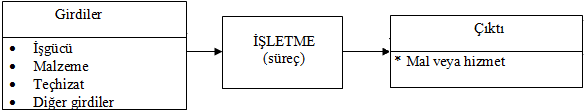 Girdiler
• İşgücü
• Malzeme
• Teçhizat
• Diğer girdiler
İŞLETME
(süreç)
Çıktı
* Mal veya hizmet